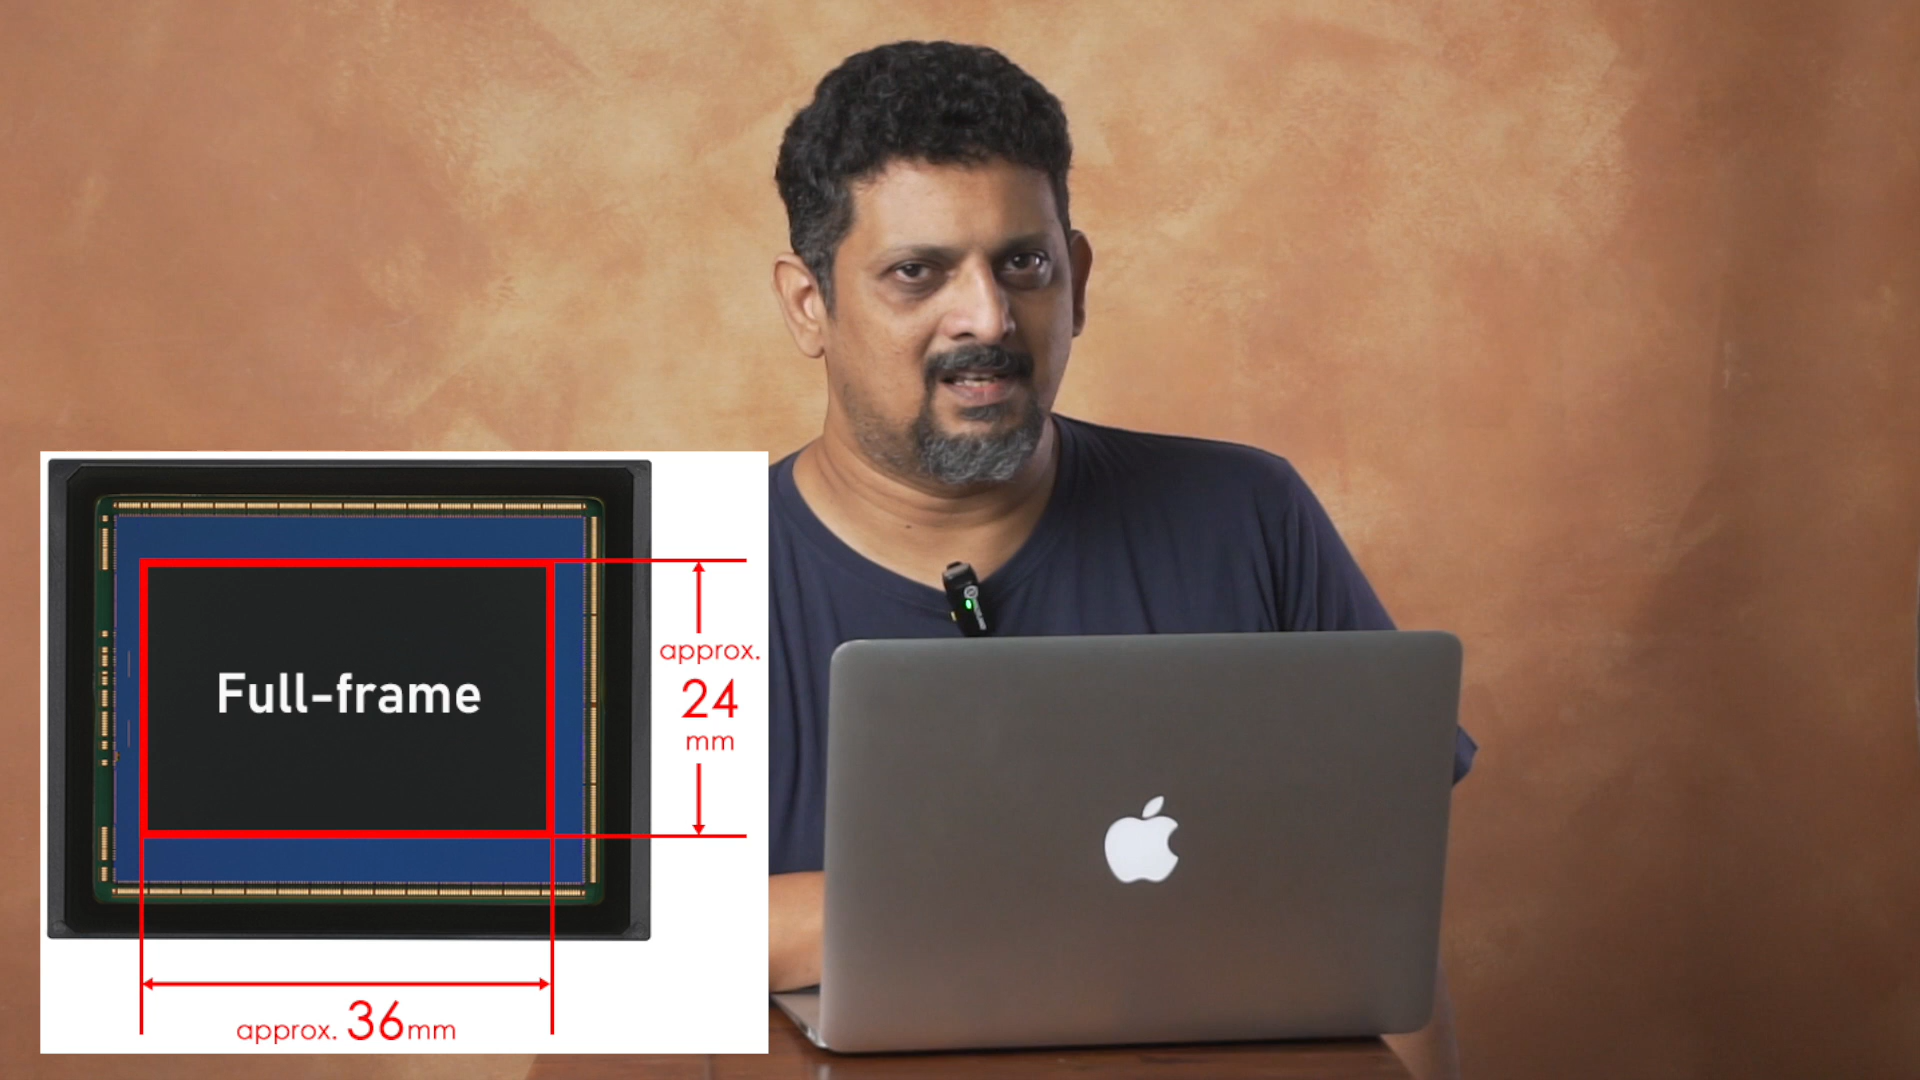 Full-frame
approx.
24
mm
approx. 36mm